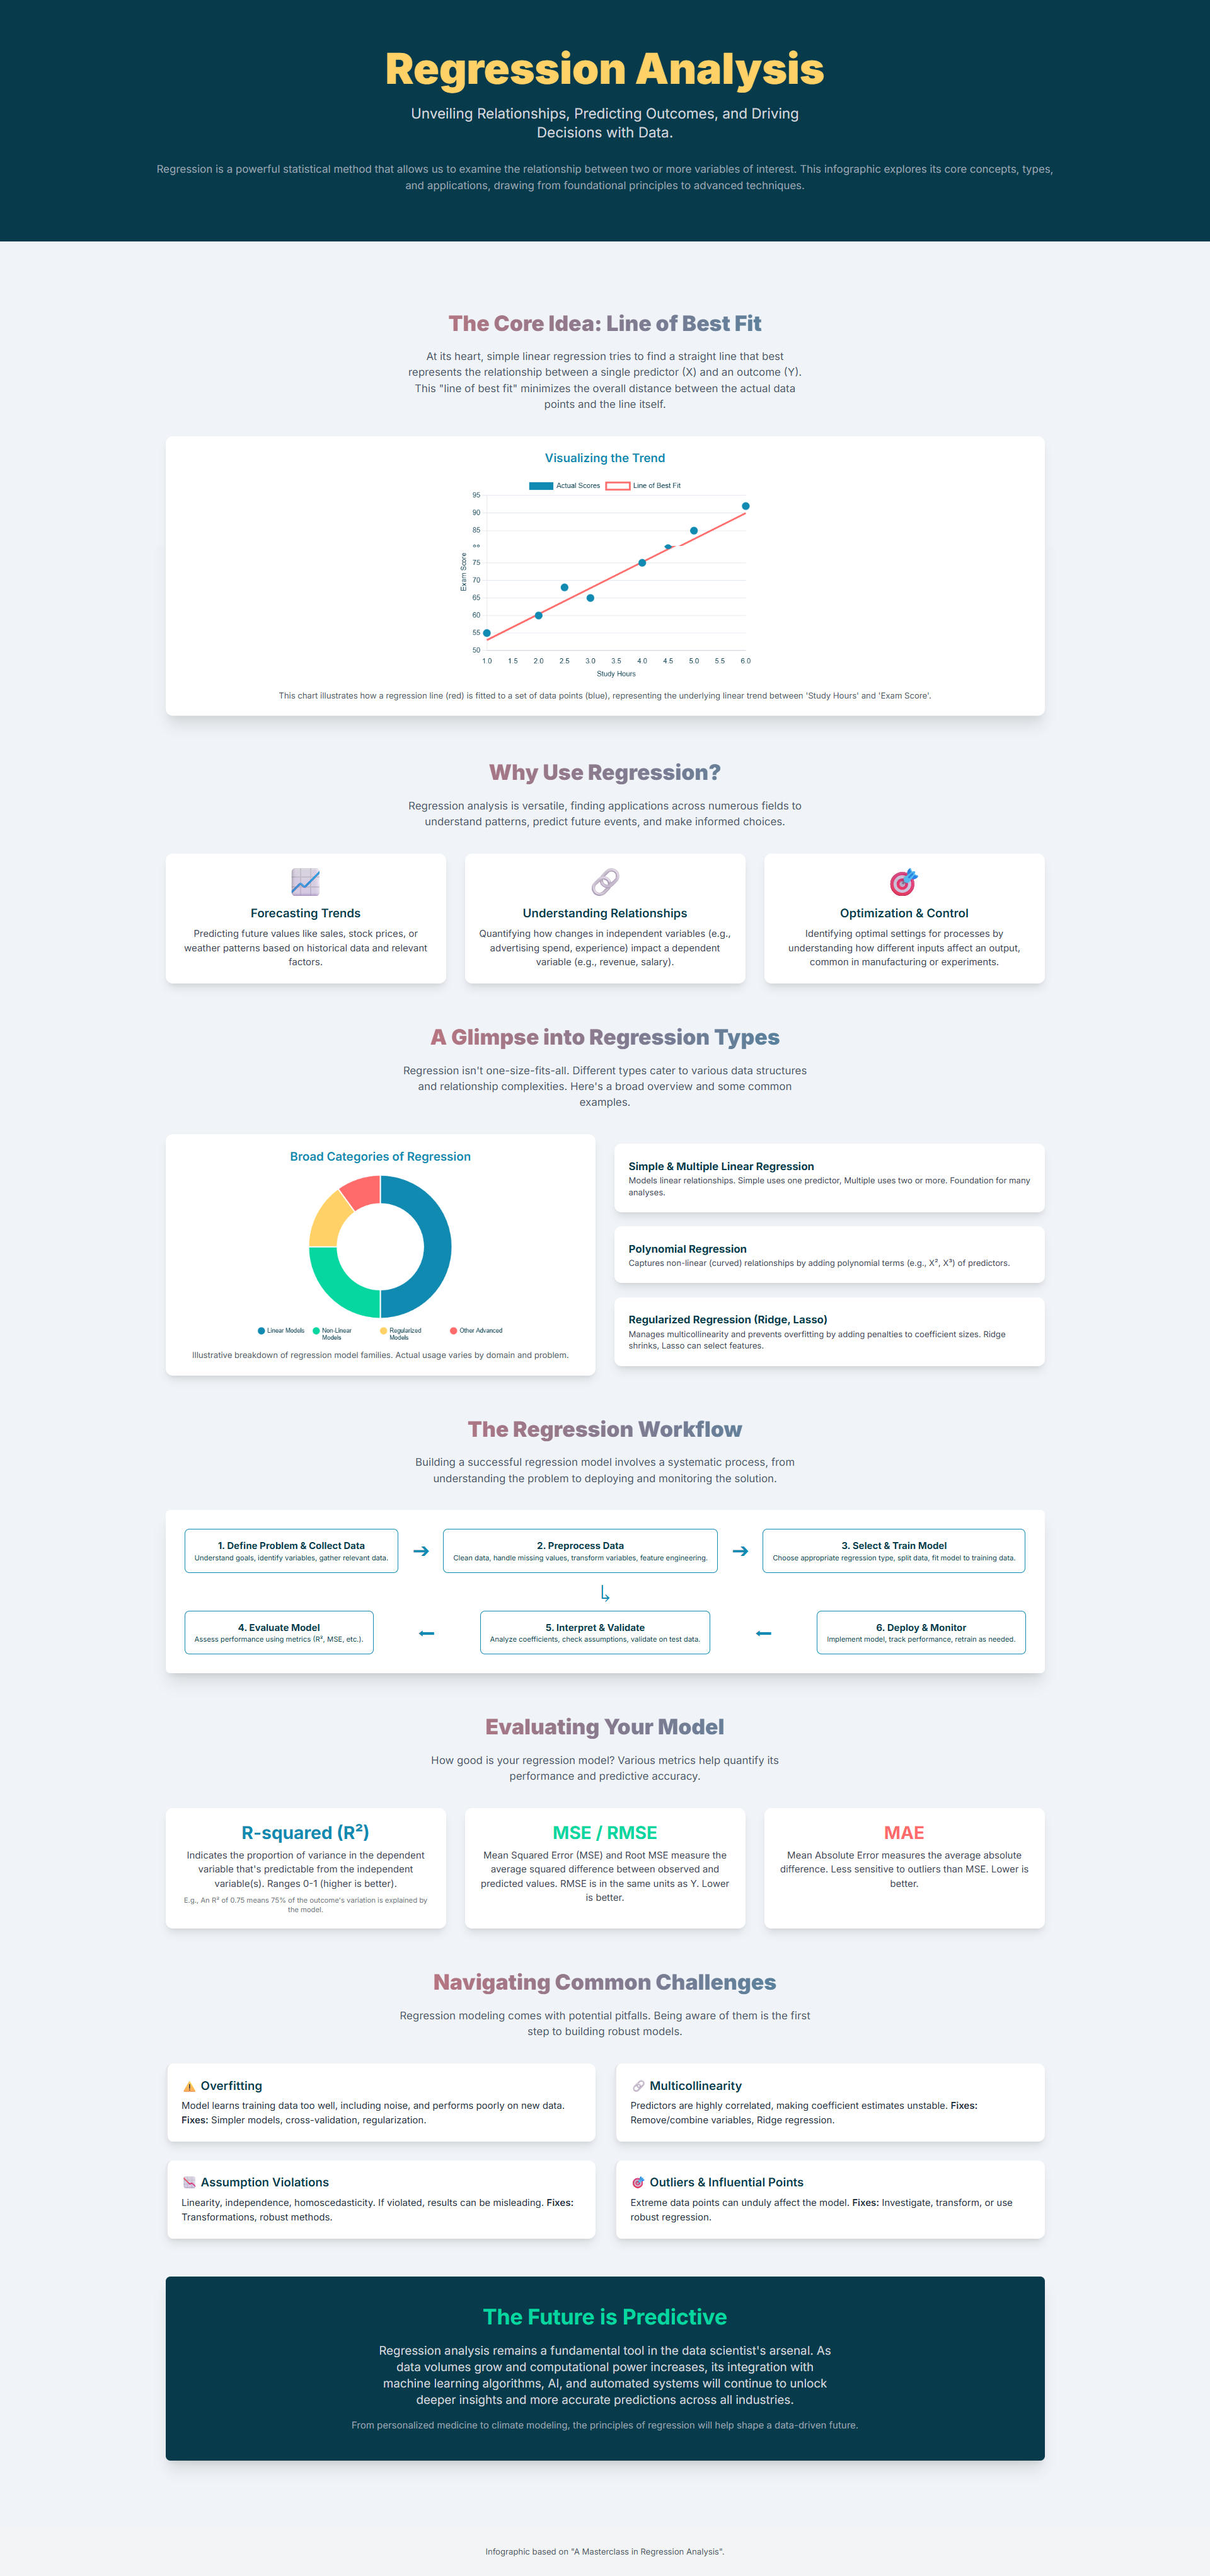 Regression Analysis
Unveiling Relationships, Predicting Outcomes, and Driving
Decisions with Data.
Regression is a powerful statistical method that allows us to examine the relationship between two or more variables of interest. This infographic explores its core concepts, types,
and applications, drawing from foundational principles to advanced techniques.
The Core Idea: Line of Best Fit
At its heart, simple linear regression tries to find a straight line that best
represents the relationship between a single predictor (X) and an outcome (Y).
This "line of best fit" minimizes the overall distance between the actual data
points and the line itself.
Visualizing the Trend
Actual Scores
Line of Best Fit
95
90
85
75
70
65
60
55
50
Exam Score
1.0 1.5 2.0 2.5 3.0 3.5 4.0 4.5 5.0 5.5 6.0
Study Hours
This chart illustrates how a regression line (red) is fitted to a set of data points (blue), representing the underlying linear trend between 'Study Hours' and 'Exam Score'.
Why Use Regression?
Regression analysis is versatile, finding applications across numerous fields to
understand patterns, predict future events, and make informed choices.
Forecasting Trends
Predicting future values like sales, stock prices, or
weather patterns based on historical data and relevant
factors.
Understanding Relationships
Quantifying how changes in independent variables (e.g.,
advertising spend, experience) impact a dependent
variable (e.g., revenue, salary).
Optimization & Control
Identifying optimal settings for processes by
understanding how different inputs affect an output,
common in manufacturing or experiments.
A Glimpse into Regression Types
Regression isn't one-size-fits-all. Different types cater to various data structures
and relationship complexities. Here's a broad overview and some common
examples.
Broad Categories of Regression
Linear Models
Non-Linear
Models
Regularized
Models
Other Advanced
Illustrative breakdown of regression model families. Actual usage varies by domain and problem.
Simple & Multiple Linear Regression
Models linear relationships. Simple uses one predictor, Multiple uses two or more. Foundation for many
analyses.
Polynomial Regression
Captures non-linear (curved) relationships by adding polynomial terms (e.g., X², X³) of predictors.
Regularized Regression (Ridge, Lasso)
Manages multicollinearity and prevents overfitting by adding penalties to coefficient sizes. Ridge
shrinks, Lasso can select features.
The Regression Workflow
Building a successful regression model involves a systematic process, from
understanding the problem to deploying and monitoring the solution.
1. Define Problem & Collect Data
Understand goals, identify variables, gather relevant data.
➔
2. Preprocess Data
Clean data, handle missing values, transform variables, feature engineering.
➔
3. Select & Train Model
Choose appropriate regression type, split data, fit model to training data.
↳
4. Evaluate Model
Assess performance using metrics (R², MSE, etc.).
⬅
5. Interpret & Validate
Analyze coefficients, check assumptions, validate on test data.
⬅
6. Deploy & Monitor
Implement model, track performance, retrain as needed.
Evaluating Your Model
How good is your regression model? Various metrics help quantify its
performance and predictive accuracy.
R-squared (R²)
Indicates the proportion of variance in the dependent
variable that's predictable from the independent
variable(s). Ranges 0-1 (higher is better).
E.g., An R² of 0.75 means 75% of the outcome's variation is explained by
the model.
MSE / RMSE
Mean Squared Error (MSE) and Root MSE measure the
average squared difference between observed and
predicted values. RMSE is in the same units as Y. Lower
is better.
MAE
Mean Absolute Error measures the average absolute
difference. Less sensitive to outliers than MSE. Lower is
better.
Navigating Common Challenges
Regression modeling comes with potential pitfalls. Being aware of them is the first
step to building robust models.
Overfitting
Model learns training data too well, including noise, and performs poorly on new data.
Fixes: Simpler models, cross-validation, regularization.
Multicollinearity
Predictors are highly correlated, making coefficient estimates unstable. Fixes:
Remove/combine variables, Ridge regression.
Assumption Violations
Linearity, independence, homoscedasticity. If violated, results can be misleading. Fixes:
Transformations, robust methods.
Outliers & Influential Points
Extreme data points can unduly affect the model. Fixes: Investigate, transform, or use
robust regression.
The Future is Predictive
Regression analysis remains a fundamental tool in the data scientist's arsenal. As
data volumes grow and computational power increases, its integration with
machine learning algorithms, AI, and automated systems will continue to unlock
deeper insights and more accurate predictions across all industries.
From personalized medicine to climate modeling, the principles of regression will help shape a data-driven future.
Infographic based on "A Masterclass in Regression Analysis".